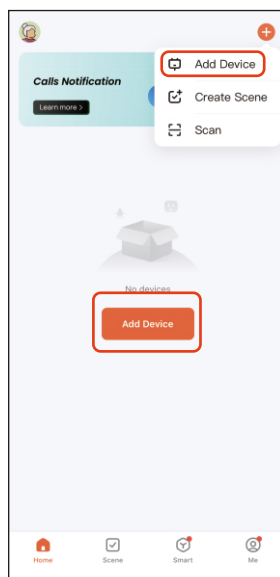 Calls Notification
Learn more >
Add Device
Create Scene
Scan
No devices
Add Device
Home
Scene
Smart
Me